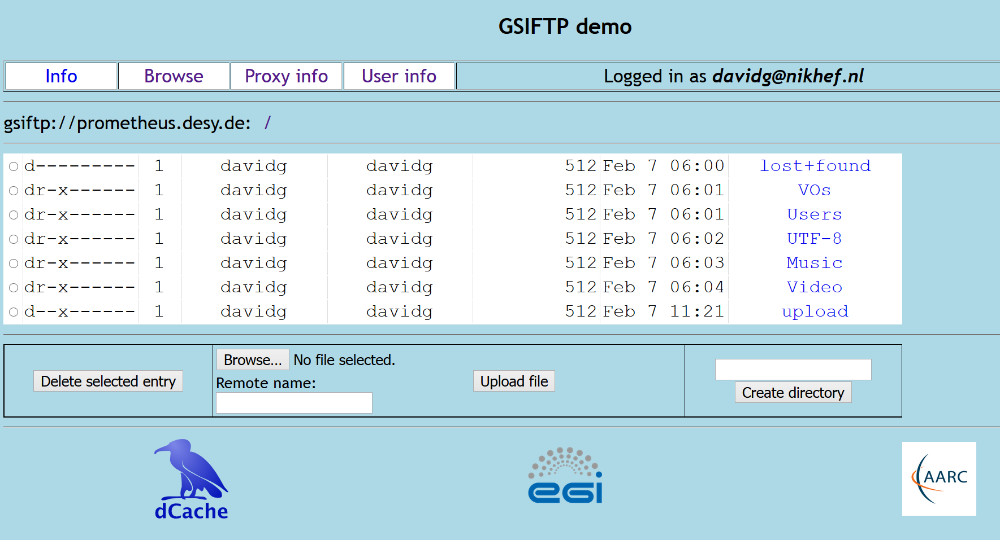 GSIFTP demo
Info Browse Proxy info User info Logged in as davidg@nikhef.nl
gsiftp://prometheus.desy.de: /
d--------- 1 davidg davidg 512 Feb 7 06:00 lost+found
dr-x------ 1 davidg davidg 512 Feb 7 06:01 VOs
dr-x------ 1 davidg davidg 512 Feb 7 06:01 Users
dr-x------ 1 davidg davidg 512 Feb 7 06:02 UTF-8
dr-x------ 1 davidg davidg 512 Feb 7 06:03 Music
dr-x------ 1 davidg davidg 512 Feb 7 06:04 Video
d--x------ 1 davidg davidg 512 Feb 7 11:21 upload
Delete selected entry
Browse... No file selected.
Remote name:
Upload file
Create directory
dCache
eGi
AARC